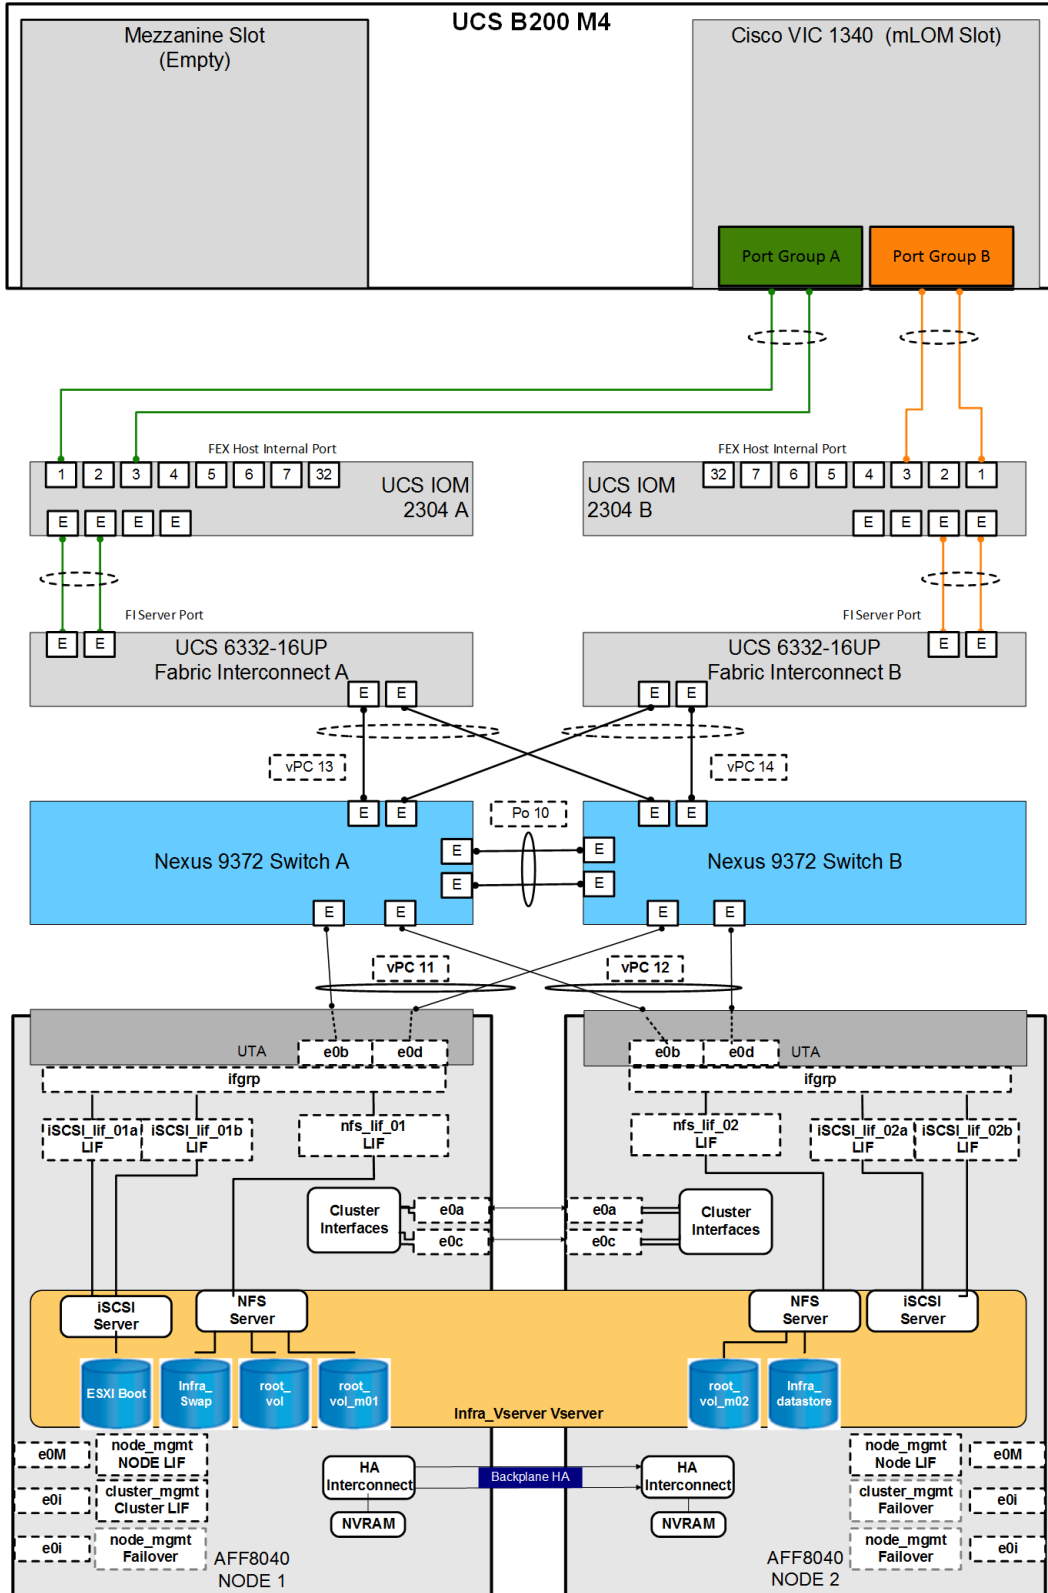 UCS B200 M4
Mezzanine Slot
(Empty)
Cisco VIC 1340 (mLOM Slot)
Port Group A
Port Group B
FEX Host Internal Port
1 2 3 4 5 6 7 32
UCS IOM
2304 A
E E E E
FEX Host Internal Port
32 7 6 5 4 3 2 1
UCS IOM
2304 B
E E E E
FI Server Port
E E
UCS 6332-16UP
Fabric Interconnect A
E E
FI Server Port
E E
UCS 6332-16UP
Fabric Interconnect B
E E
vPC 13
vPC 14
E E
Nexus 9372 Switch A
E
E
E E
Po 10
E E
Nexus 9372 Switch B
E
E
E E
vPC 11
vPC 12
UTA
e0b
e0d
e0b
e0d
UTA
ifgrp
ifgrp
iSCSI_lif_01a
LIF
iSCSI_lif_01b
LIF
nfs_lif_01
LIF
nfs_lif_02
LIF
iSCSI_lif_02a
LIF
iSCSI_lif_02b
LIF
Cluster
Interfaces
e0a
e0c
e0a
e0c
Cluster
Interfaces
iSCSI
Server
NFS
Server
NFS
Server
iSCSI
Server
ESXI Boot
Infra_
Swap
root_
vol
root_
vol_m01
root_
vol_m02
Infra_
datastore
Infra_Vserver Vserver
e0M
node_mgmt
NODE LIF
e0i
cluster_mgmt
Cluster LIF
e0i
node_mgmt
Failover
HA
Interconnect
NVRAM
Backplane HA
HA
Interconnect
NVRAM
node_mgmt
Node LIF
e0M
cluster_mgmt
Failover
e0i
node_mgmt
Failover
e0i
AFF8040
NODE 1
AFF8040
NODE 2